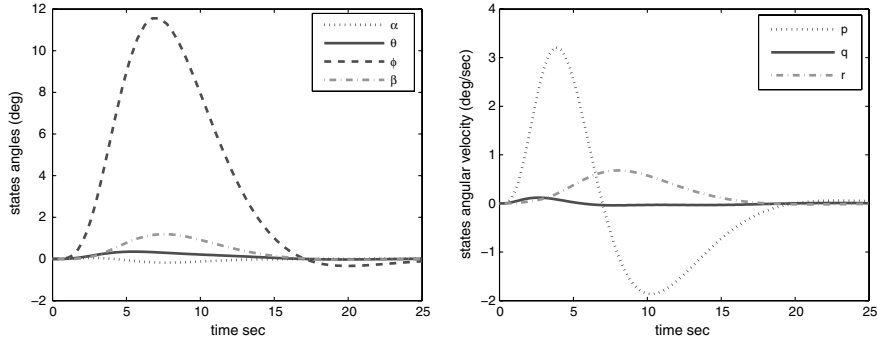 12
10
8
6
4
2
0
−2
states angles (deg)
0
5
10
15
20
25
time sec
α
θ
ϕ
β
4
3
2
1
0
−1
−2
states angular velocity (deg/sec)
0
5
10
15
20
25
time sec
p
q
r